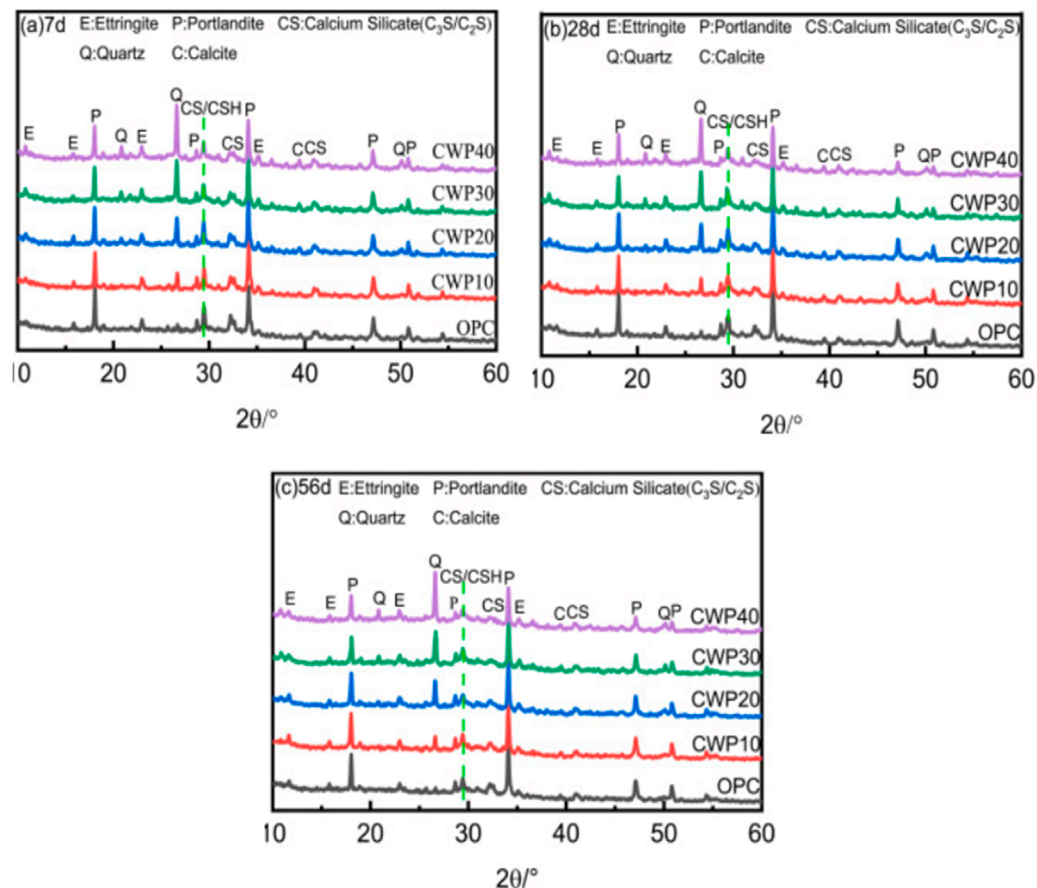 (a)7d E:Ettringite P:Portlandite CS:Calcium Silicate(C₃S/C₂S)
Q:Quartz C:Calcite
Q
CS/CSH
P P
E E Q E P CS E CCS P QP
CWP40
CWP30
CWP20
CWP10
OPC
10 20 30 40 50 60
2θ/°
(b)28d E:Ettringite P:Portlandite CS:Calcium Silicate(C₃S/C₂S)
Q:Quartz C:Calcite
Q
CS/CSH
P P
E E Q E P CS E CCS P QP
CWP40
CWP30
CWP20
CWP10
OPC
10 20 30 40 50 60
2θ/°
(c)56d E:Ettringite P:Portlandite CS:Calcium Silicate(C₃S/C₂S)
Q:Quartz C:Calcite
Q
CS/CSH
P P
E E Q E P CS E CCS P QP
CWP40
CWP30
CWP20
CWP10
OPC
10 20 30 40 50 60
2θ/°